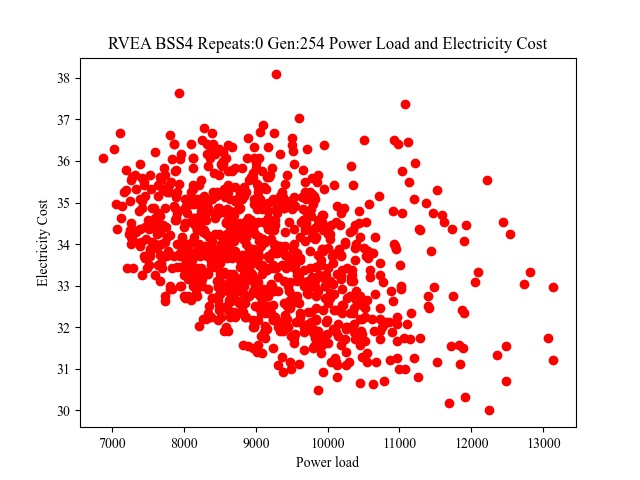 RVEA BSS4 Repeats:0 Gen:254 Power Load and Electricity Cost
38
37
36
35
34
33
32
31
30
Electricity Cost
7000 8000 9000 10000 11000 12000 13000
Power load